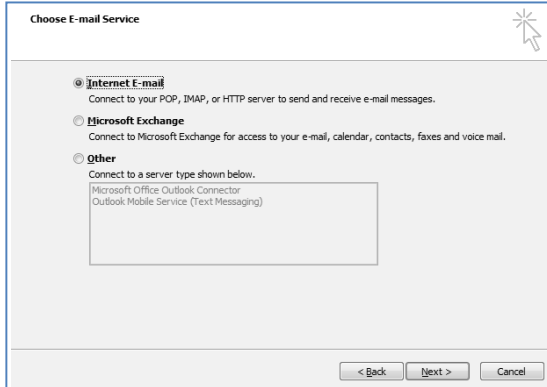 Choose E-mail Service
Internet E-mail
Connect to your POP, IMAP, or HTTP server to send and receive e-mail messages.
Microsoft Exchange
Connect to Microsoft Exchange for access to your e-mail, calendar, contacts, faxes and voice mail.
Other
Connect to a server type shown below.
Microsoft Office Outlook Connector
Outlook Mobile Service (Text Messaging)
< Back Next > Cancel